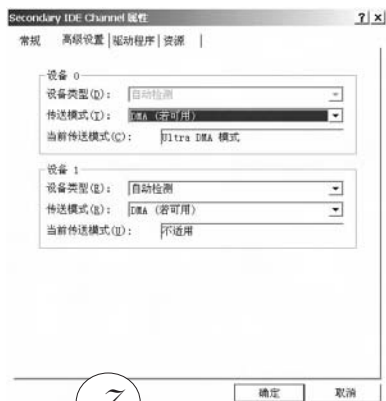 Secondary IDE Channel 属性 ? x
常规 高级设置 驱动程序 资源
设备 0
设备类型(D): 自动检测
传送模式(T): DMA (若可用)
当前传送模式(C): Ultra DMA 模式
设备 1
设备类型(E): 自动检测
传送模式(R): DMA (若可用)
当前传送模式(U): 不适用
确定 取消